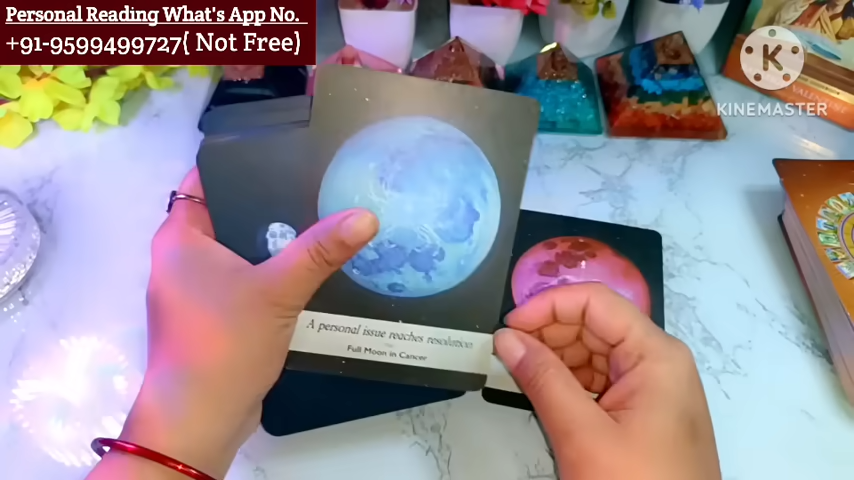 Personal Reading What's App No.
+91-9599499727( Not Free)
K
KINEMASTER
A personal issue reaches resolution
Full Moon in Cancer